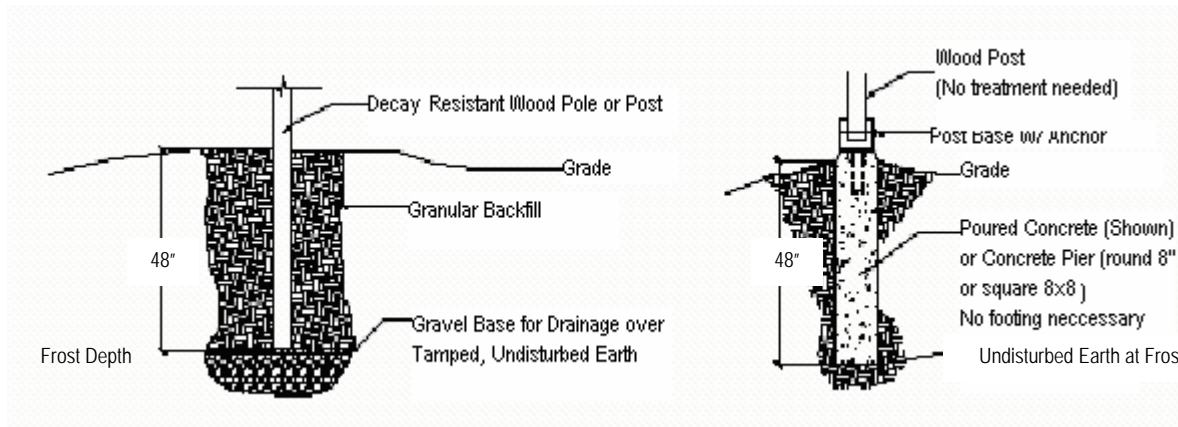 Decay Resistant Wood Pole or Post
Grade
Granular Backfill
48"
Gravel Base for Drainage over
Tamped, Undisturbed Earth
Frost Depth
Wood Post
(No treatment needed)
Post Base W/ Anchor
Grade
Poured Concrete (Shown)
or Concrete Pier (round 8"
or square 8x8 )
No footing neccessary
48"
Undisturbed Earth at Fros